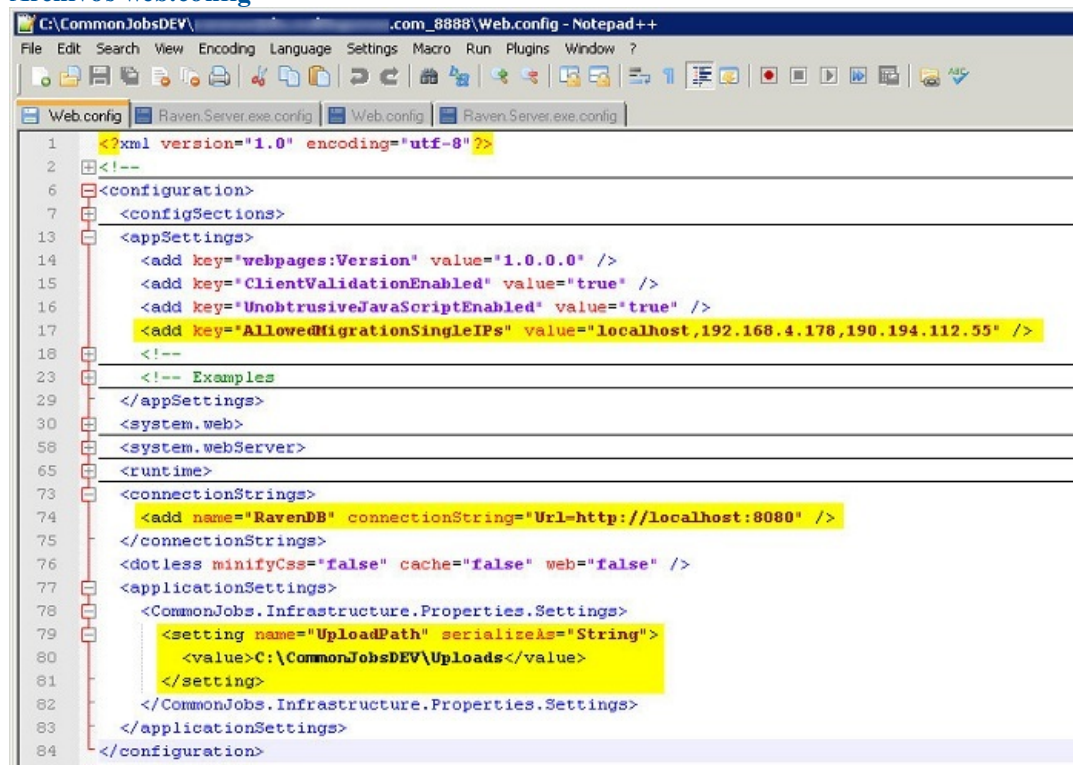 Archivos web.config
C:\CommonJobsDEV\ .com_8888\Web.config - Notepad++
File Edit Search View Encoding Language Settings Macro Run Plugins Window ?
Web.config Raven.Server.exe.config Web.config Raven.Server.exe.config
1 <?xml version="1.0" encoding="utf-8"?>
2 <!--
6 <configuration>
7 <configSections>
13 <appSettings>
14 <add key="webpages:Version" value="1.0.0.0" />
15 <add key="ClientValidationEnabled" value="true" />
16 <add key="UnobtrusiveJavaScriptEnabled" value="true" />
17 <add key="AllowedMigrationSingleIPs" value="localhost,192.168.4.178,190.194.112.55" />
18 <!--
23 <!-- Examples
29 </appSettings>
30 <system.web>
58 <system.webServer>
65 <runtime>
73 <connectionStrings>
74 <add name="RavenDB" connectionString="Url=http://localhost:8080" />
75 </connectionStrings>
76 <dotless minifyCss="false" cache="false" web="false" />
77 <applicationSettings>
78 <CommonJobs.Infrastructure.Properties.Settings>
79 <setting name="UploadPath" serializeAs="String">
80 <value>C:\CommonJobsDEV\Uploads</value>
81 </setting>
82 </CommonJobs.Infrastructure.Properties.Settings>
83 </applicationSettings>
84 </configuration>